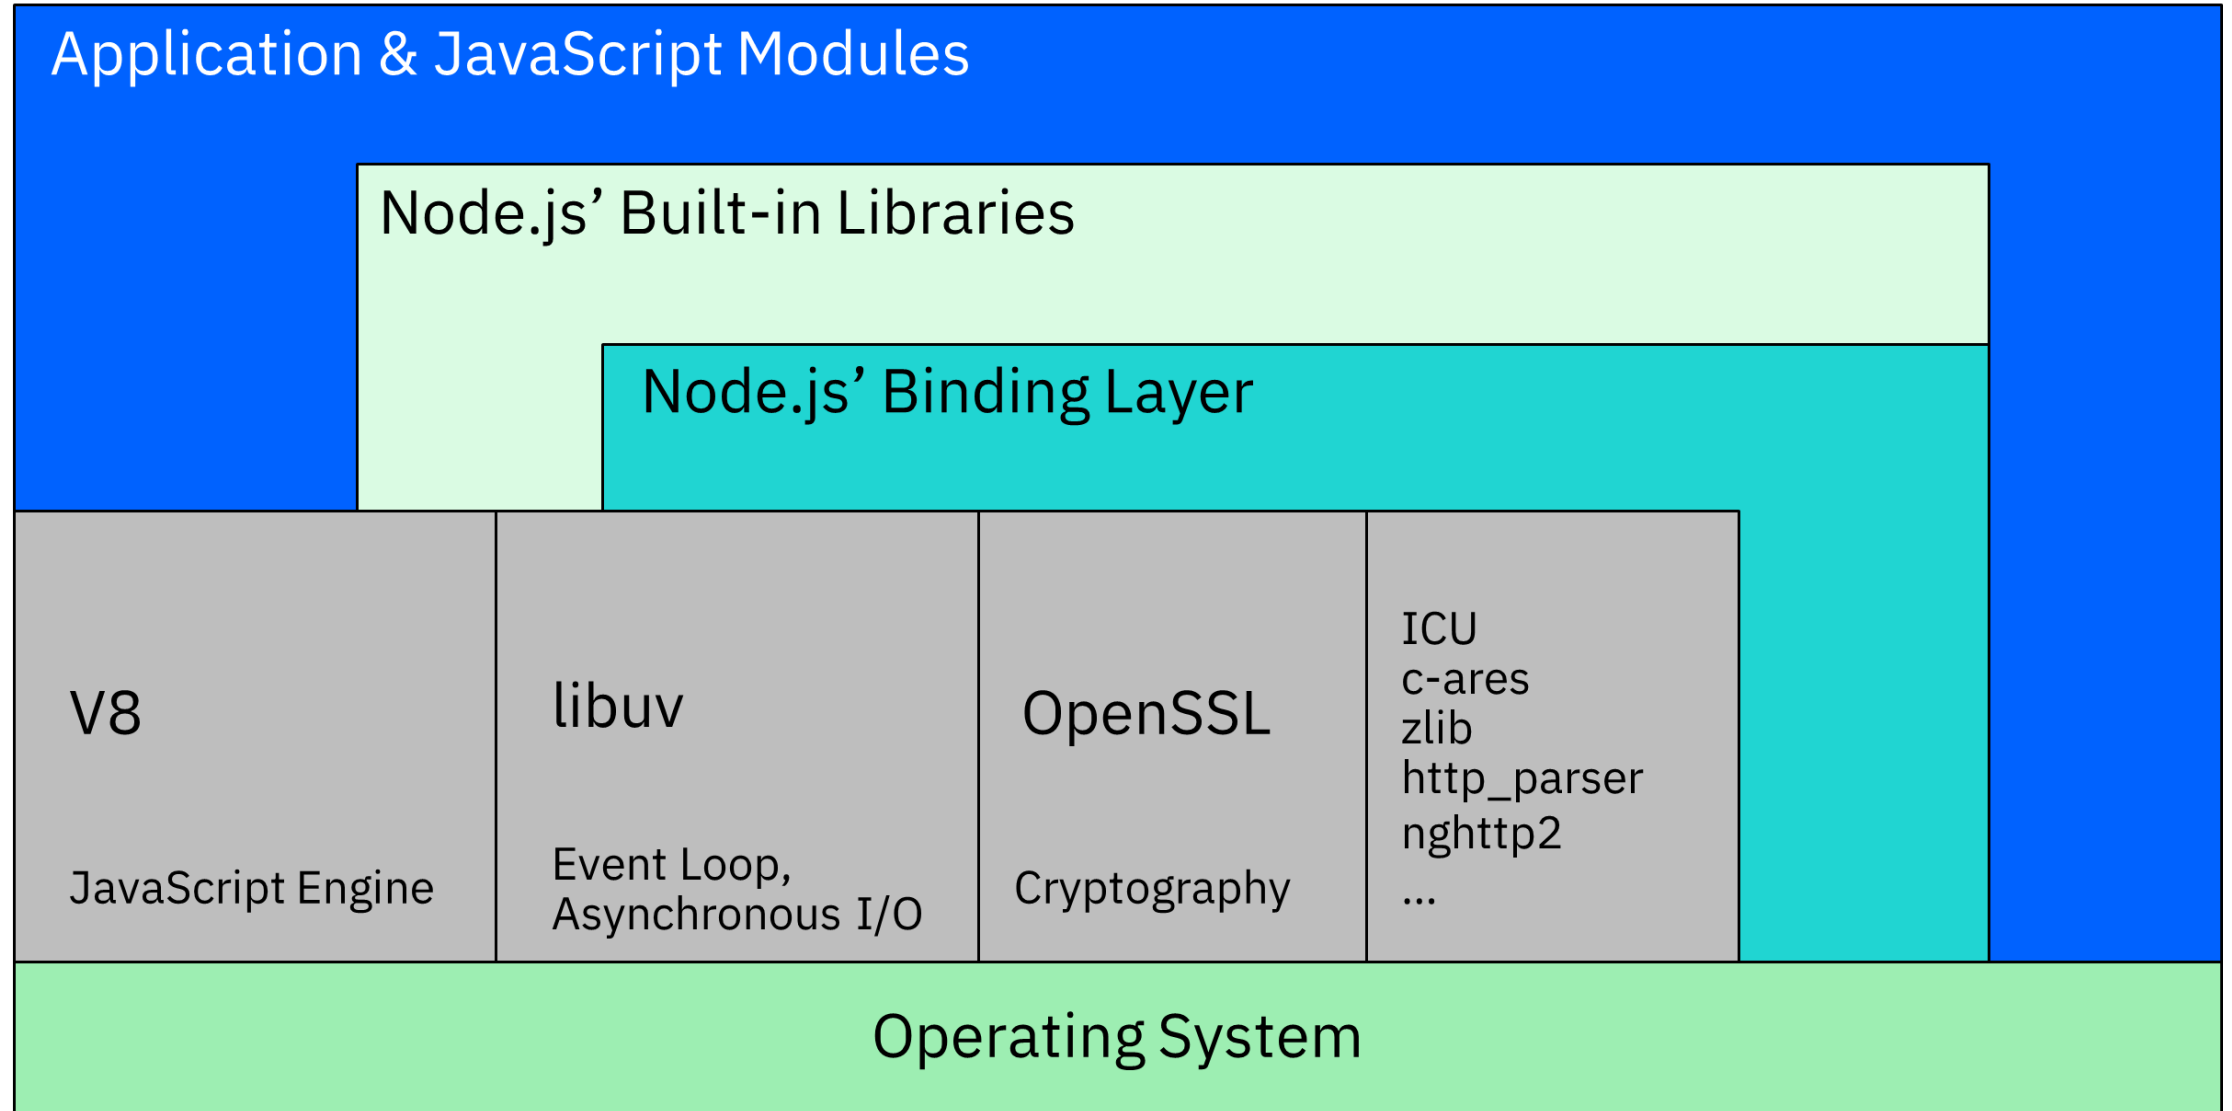 Application & JavaScript Modules
Node.js’ Built-in Libraries
Node.js’ Binding Layer
V8
JavaScript Engine
libuv
Event Loop,
Asynchronous I/O
OpenSSL
Cryptography
ICU
c-ares
zlib
http_parser
nghttp2
...
Operating System